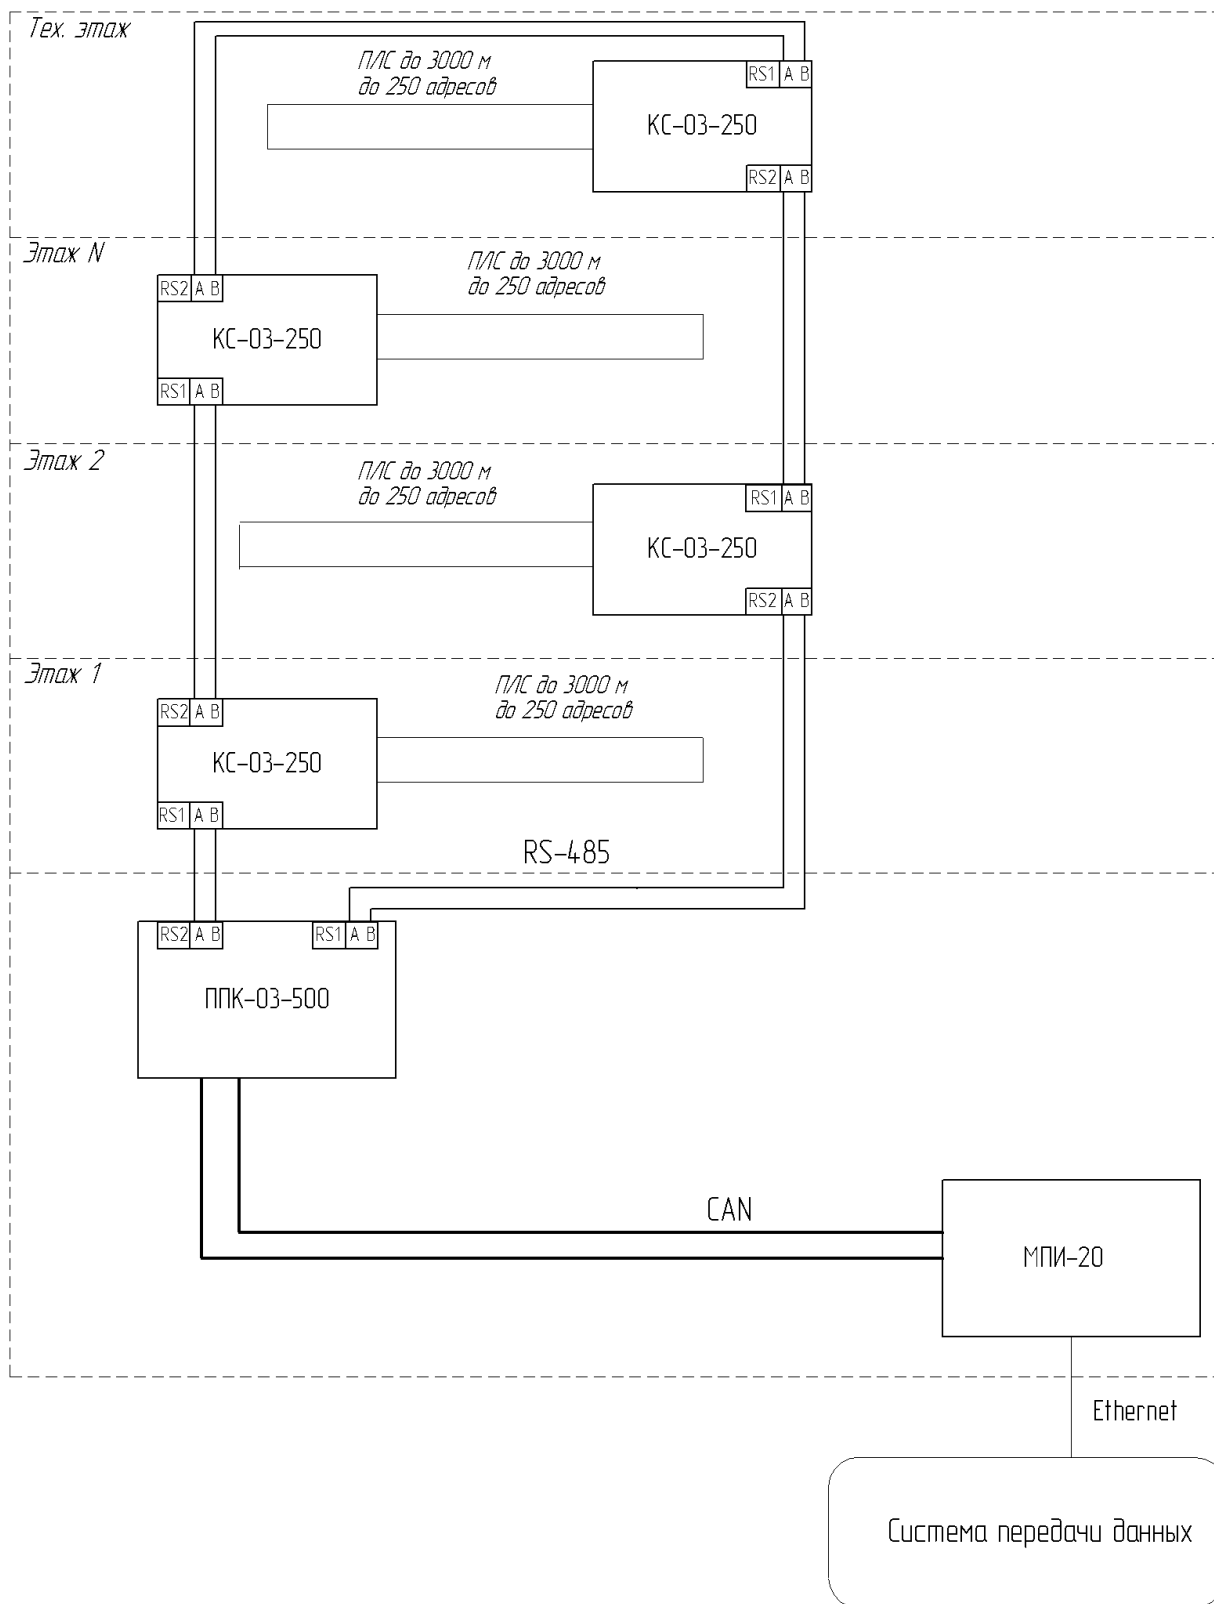 Тех. этаж
ПЛС до 3000 м
до 250 адресов
RS1 A B
КС-03-250
RS2 A B
Этаж N
ПЛС до 3000 м
до 250 адресов
RS2 A B
КС-03-250
RS1 A B
Этаж 2
ПЛС до 3000 м
до 250 адресов
RS1 A B
КС-03-250
RS2 A B
Этаж 1
ПЛС до 3000 м
до 250 адресов
RS2 A B
КС-03-250
RS1 A B
RS-485
RS2 A B
RS1 A B
ППК-03-500
CAN
МПИ-20
Ethernet
Система передачи данных